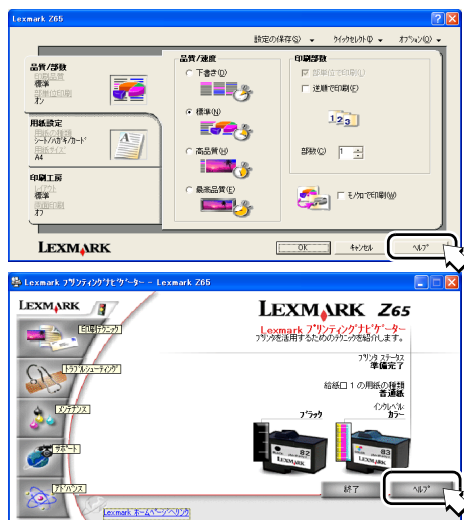 Lexmark Z65
設定の保存(S)
クイックセレクト(I)
オプション(O)
品質/部数
印刷品質
標準
部単位で印刷
オン
用紙設定
用紙の種類
シート/ハガキ/カード
用紙サイズ
A4
印刷工房
レイアウト
標準
両面印刷
オフ
品質/速度
下書き(D)
標準(N)
高品質(H)
最高品質(E)
印刷部数
部単位で印刷(L)
逆順で印刷(F)
1 2 3
部数(C) 1
モノクロで印刷(W)
LEXMARK
OK
キャンセル
ヘルプ
Lexmark プリンティングナビゲーター - Lexmark Z65
LEXMARK
印刷テクニック
トラブルシューティング
メンテナンス
サポート
アドバンス
LEXMARK Z65
Lexmark プリンティングナビゲーター
プリンタを活用するためのテクニックを紹介します。
プリンタ ステータス
準備完了
給紙口 1 の用紙の種類
普通紙
インクレベル:
ブラック
カラー
82
LEXMARK
83
LEXMARK
終了
ヘルプ
Lexmark ホームページへリンク